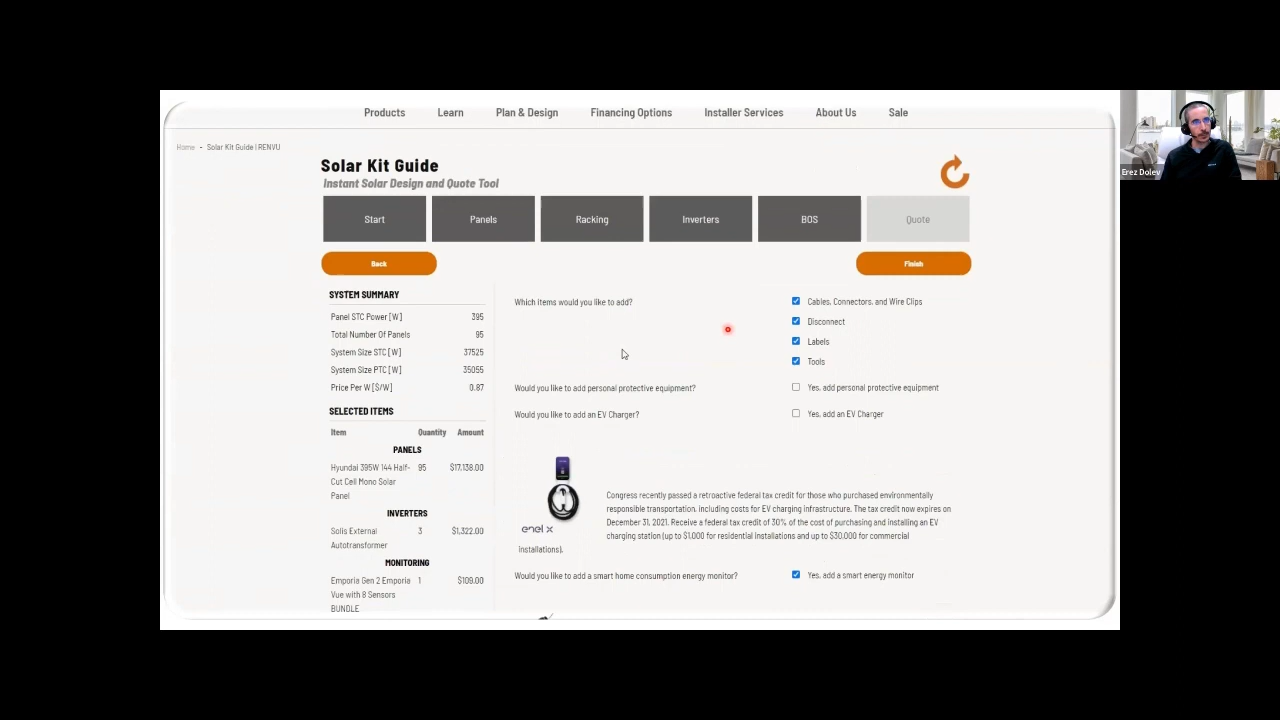 Products Learn Plan & Design Financing Options Installer Services About Us Sale
Home - Solar Kit Guide | RENVU
Erez Dolev
Solar Kit Guide
Instant Solar Design and Quote Tool
Start Panels Racking Inverters BOS Quote
Back Finish
SYSTEM SUMMARY
Panel STC Power [W] 395
Total Number Of Panels 95
System Size STC [W] 37525
System Size PTC [W] 35055
Price Per W [$/W] 0.87
SELECTED ITEMS
Item Quantity Amount
PANELS
Hyundai 395W 144 Half- 95 $17,138.00
Cut Cell Mono Solar
Panel
INVERTERS
Solis External 3 $1,322.00
Autotransformer
MONITORING
Emporia Gen 2 Emporia 1 $109.00
Vue with 8 Sensors
BUNDLE
Which items would you like to add?
Cables, Connectors, and Wire Clips
Disconnect
Labels
Tools
Would you like to add personal protective equipment? Yes, add personal protective equipment
Would you like to add an EV Charger? Yes, add an EV Charger
enel x
Congress recently passed a retroactive federal tax credit for those who purchased environmentally
responsible transportation, including costs for EV charging infrastructure. The tax credit now expires on
December 31, 2021. Receive a federal tax credit of 30% of the cost of purchasing and installing an EV
charging station (up to $1,000 for residential installations and up to $30,000 for commercial
installations).
Would you like to add a smart home consumption energy monitor? Yes, add a smart energy monitor